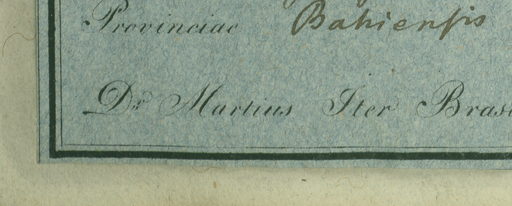 Provinciae Bahiensis
Dr. Martius Iter Bras